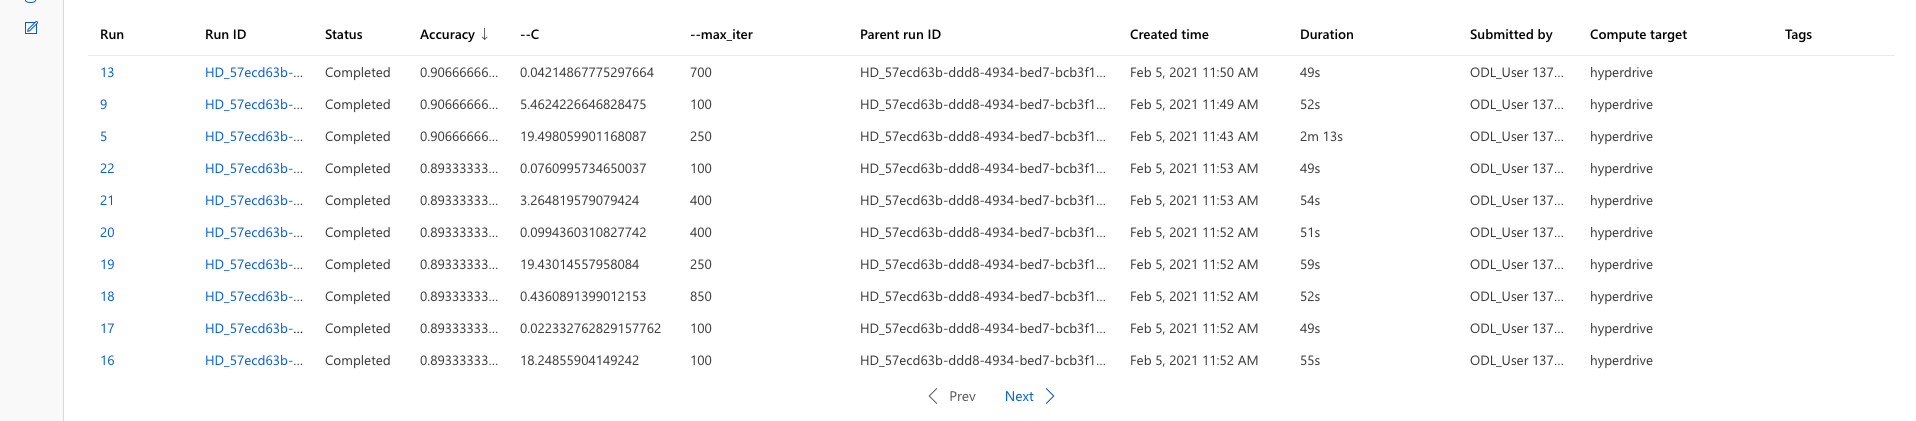 Run Run ID Status Accuracy ↓ --C --max_iter Parent run ID Created time Duration Submitted by Compute target Tags
13 HD_57ecd63b-... Completed 0.90666666... 0.04214867775297664 700 HD_57ecd63b-ddd8-4934-bed7-bcb3f1... Feb 5, 2021 11:50 AM 49s ODL_User 137... hyperdrive
9 HD_57ecd63b-... Completed 0.90666666... 5.4624226646828475 100 HD_57ecd63b-ddd8-4934-bed7-bcb3f1... Feb 5, 2021 11:49 AM 52s ODL_User 137... hyperdrive
5 HD_57ecd63b-... Completed 0.90666666... 19.498059901168087 250 HD_57ecd63b-ddd8-4934-bed7-bcb3f1... Feb 5, 2021 11:43 AM 2m 13s ODL_User 137... hyperdrive
22 HD_57ecd63b-... Completed 0.89333333... 0.0760995734650037 100 HD_57ecd63b-ddd8-4934-bed7-bcb3f1... Feb 5, 2021 11:53 AM 49s ODL_User 137... hyperdrive
21 HD_57ecd63b-... Completed 0.89333333... 3.264819579079424 400 HD_57ecd63b-ddd8-4934-bed7-bcb3f1... Feb 5, 2021 11:53 AM 54s ODL_User 137... hyperdrive
20 HD_57ecd63b-... Completed 0.89333333... 0.0994360310827742 400 HD_57ecd63b-ddd8-4934-bed7-bcb3f1... Feb 5, 2021 11:52 AM 51s ODL_User 137... hyperdrive
19 HD_57ecd63b-... Completed 0.89333333... 19.43014557958084 250 HD_57ecd63b-ddd8-4934-bed7-bcb3f1... Feb 5, 2021 11:52 AM 59s ODL_User 137... hyperdrive
18 HD_57ecd63b-... Completed 0.89333333... 0.4360891399012153 850 HD_57ecd63b-ddd8-4934-bed7-bcb3f1... Feb 5, 2021 11:52 AM 52s ODL_User 137... hyperdrive
17 HD_57ecd63b-... Completed 0.89333333... 0.022332762829157762 100 HD_57ecd63b-ddd8-4934-bed7-bcb3f1... Feb 5, 2021 11:52 AM 49s ODL_User 137... hyperdrive
16 HD_57ecd63b-... Completed 0.89333333... 18.24855904149242 100 HD_57ecd63b-ddd8-4934-bed7-bcb3f1... Feb 5, 2021 11:52 AM 55s ODL_User 137... hyperdrive
Prev Next